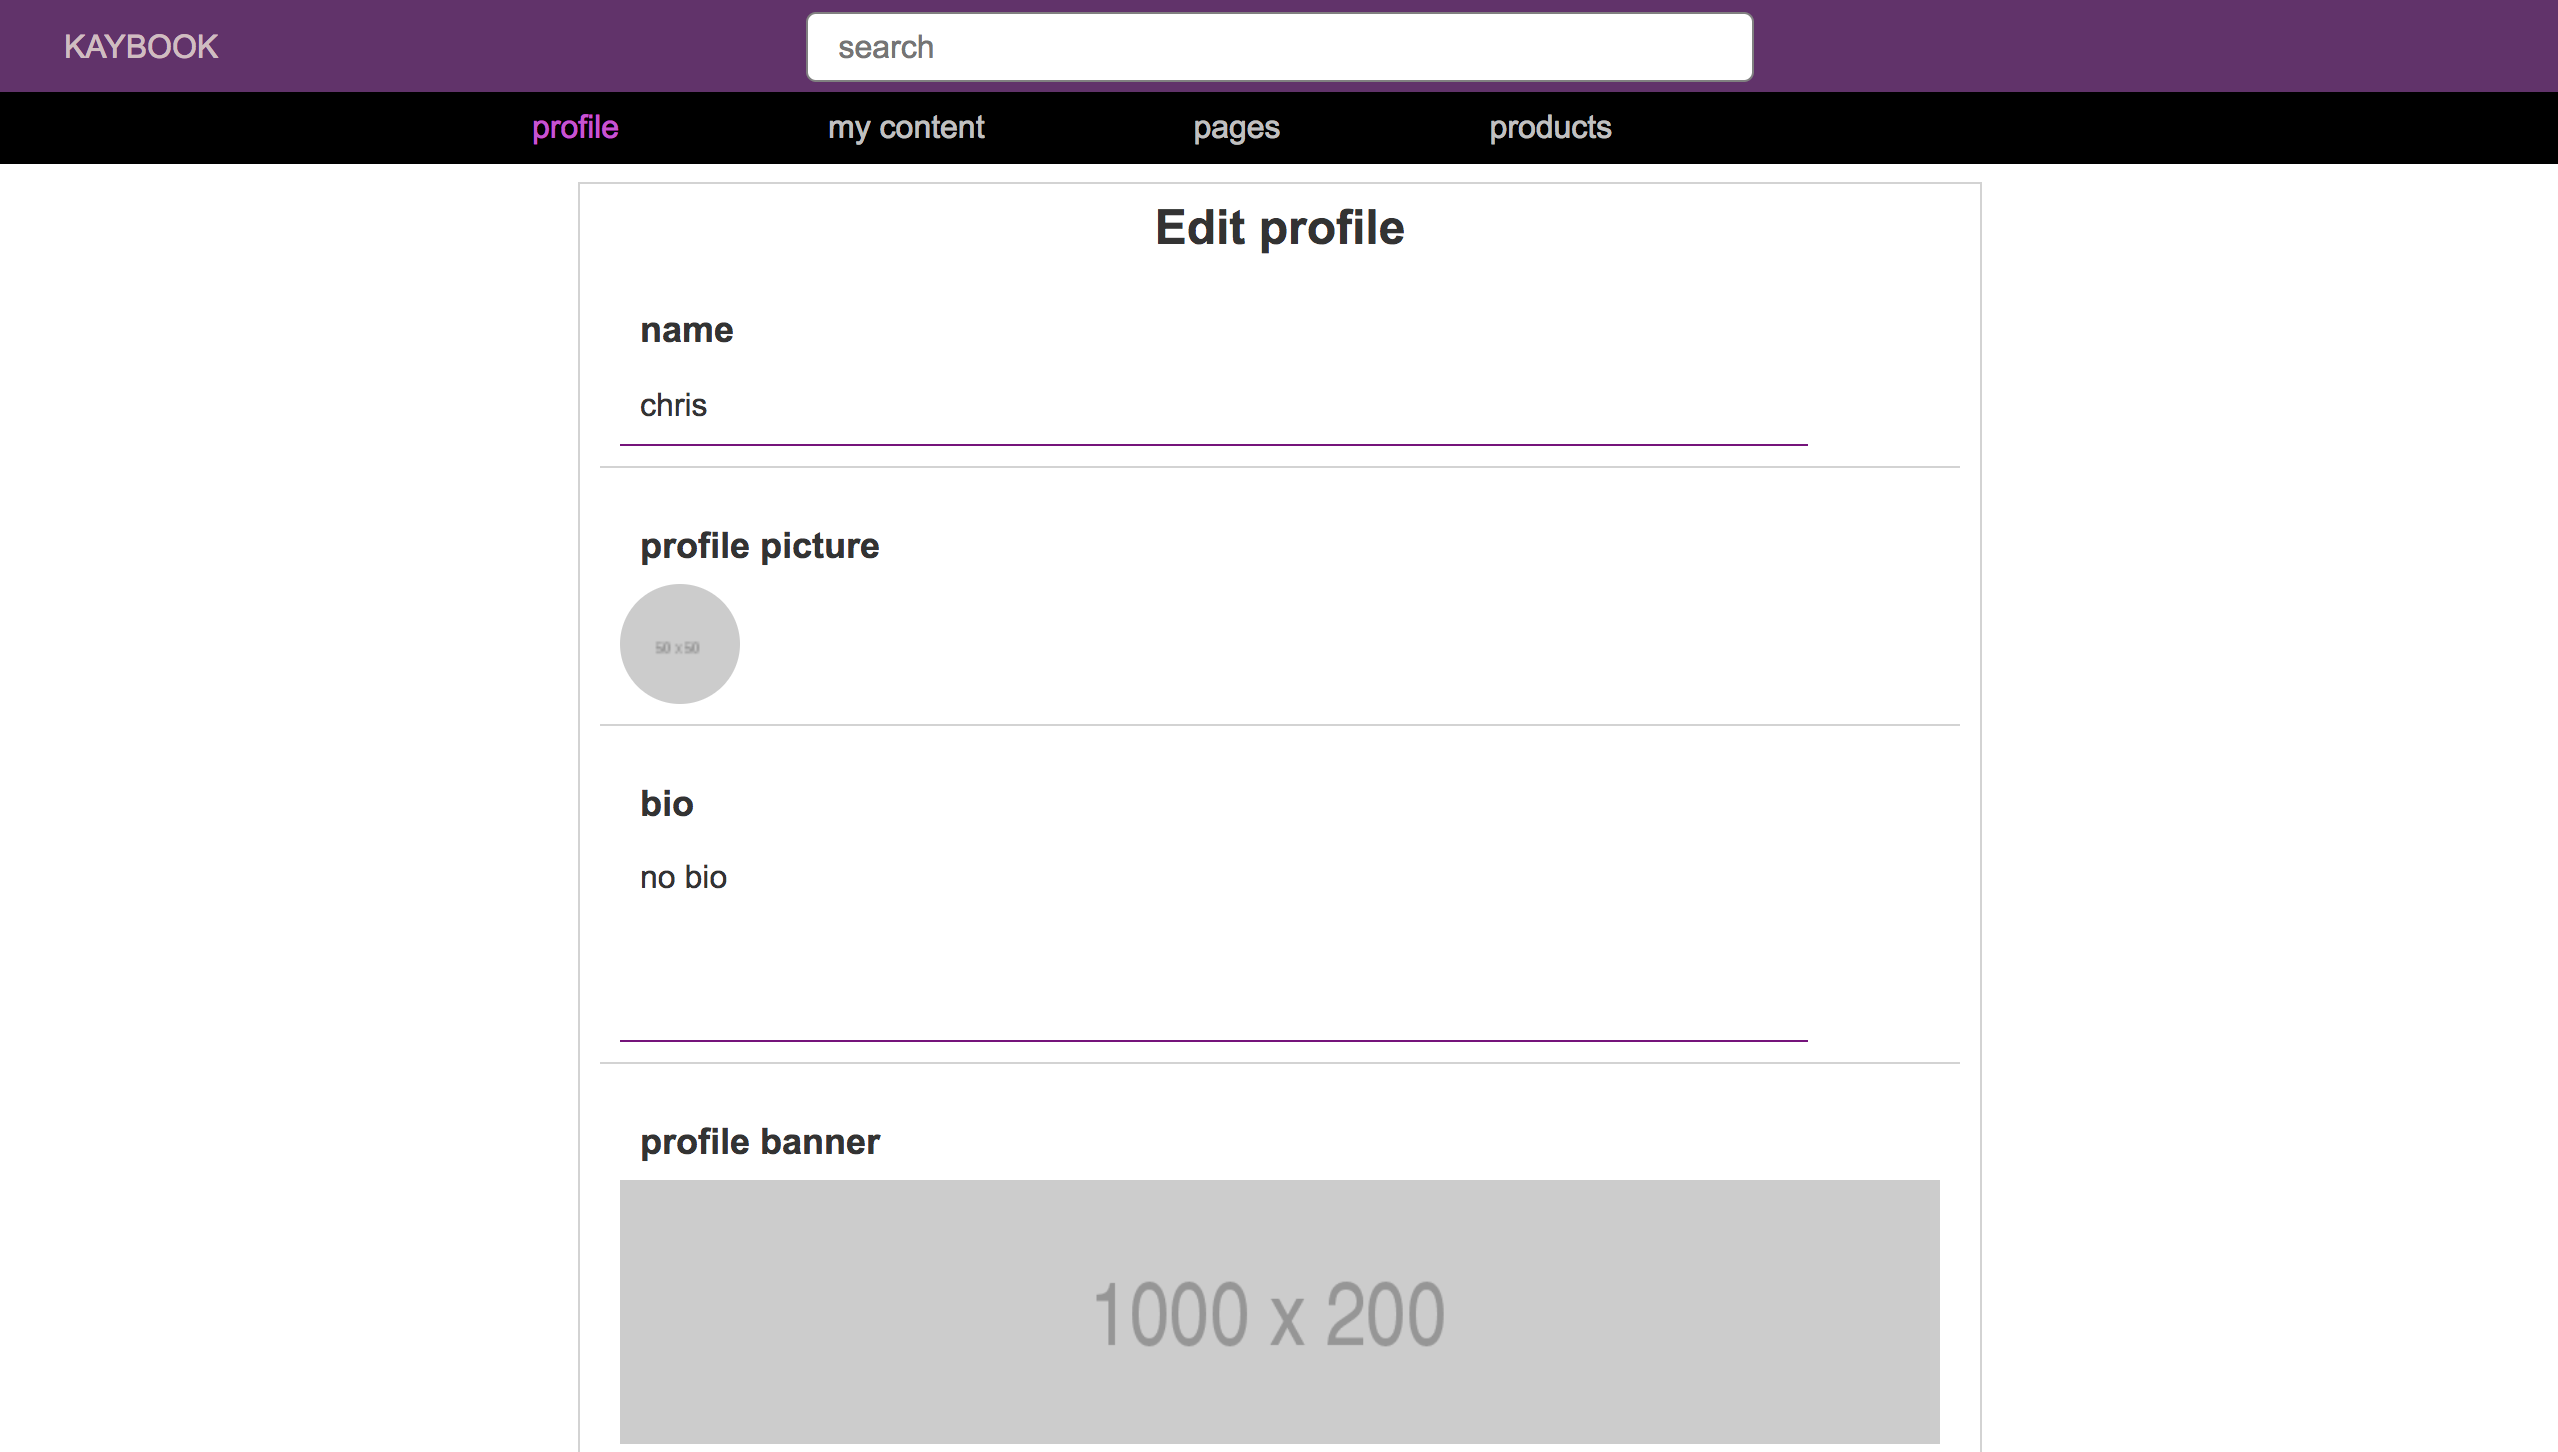 KAYBOOK
search
profile my content pages products
Edit profile
name
chris
profile picture
50 x 50
bio
no bio
profile banner
1000 x 200